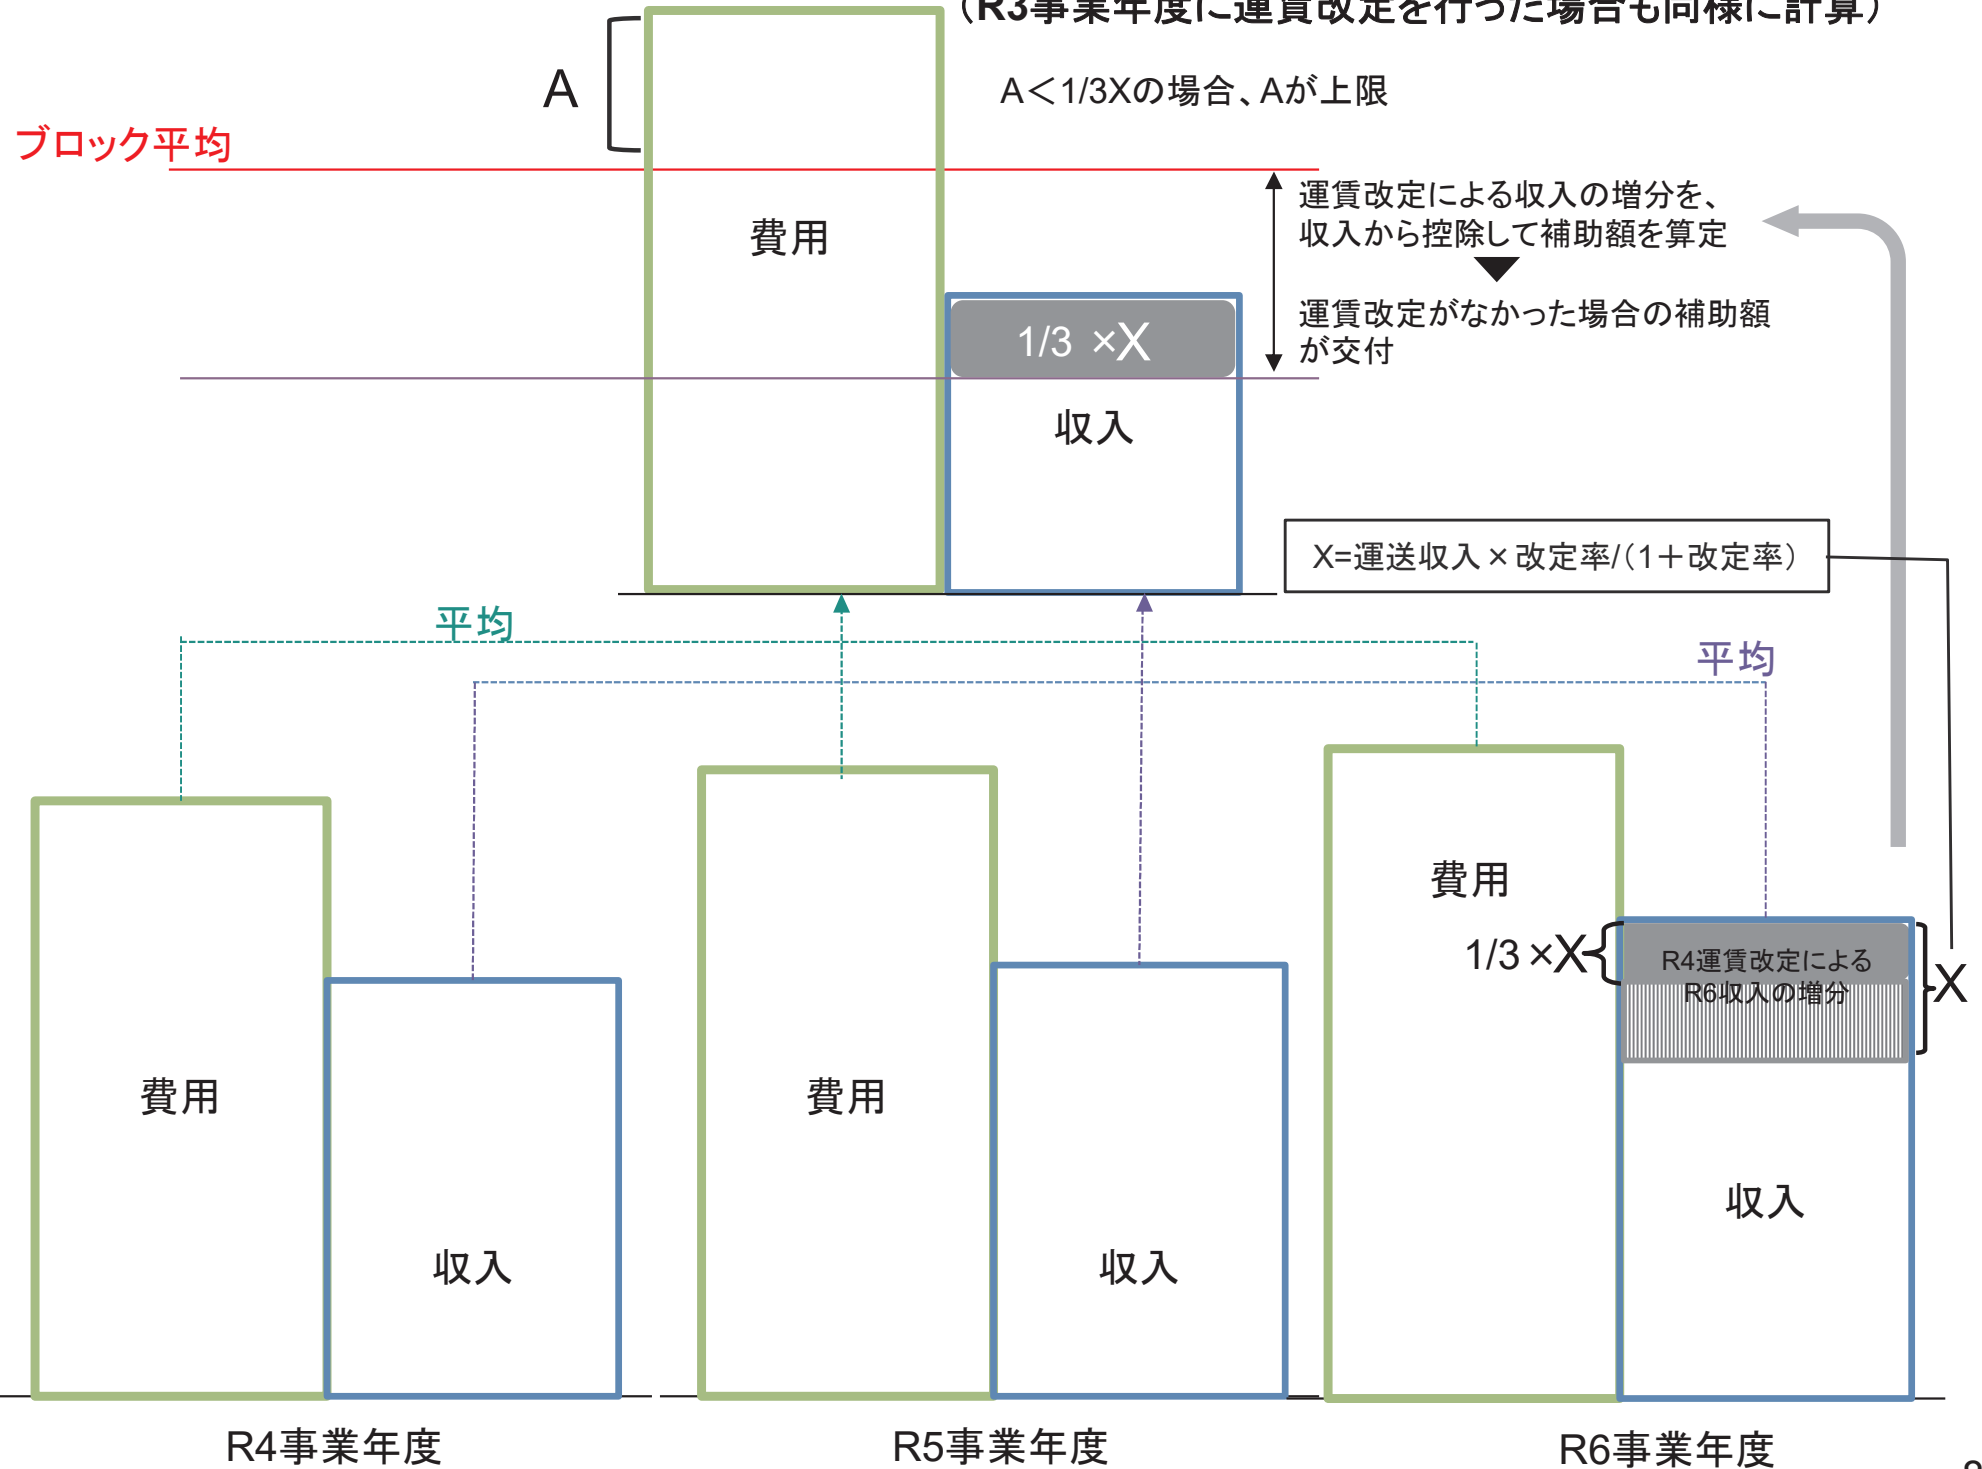 (R3事業年度に運賃改定を行った場合も同様に計算)
A
A＜1/3Xの場合、Aが上限
ブロック平均
運賃改定による収入の増分を、
収入から控除して補助額を算定
費用
運賃改定がなかった場合の補助額
が交付
1/3 ×X
収入
X=運送収入×改定率/(1＋改定率)
平均
平均
費用
1/3 ×X
R4運賃改定による
R6収入の増分
X
費用
費用
収入
収入
収入
R4事業年度
R5事業年度
R6事業年度